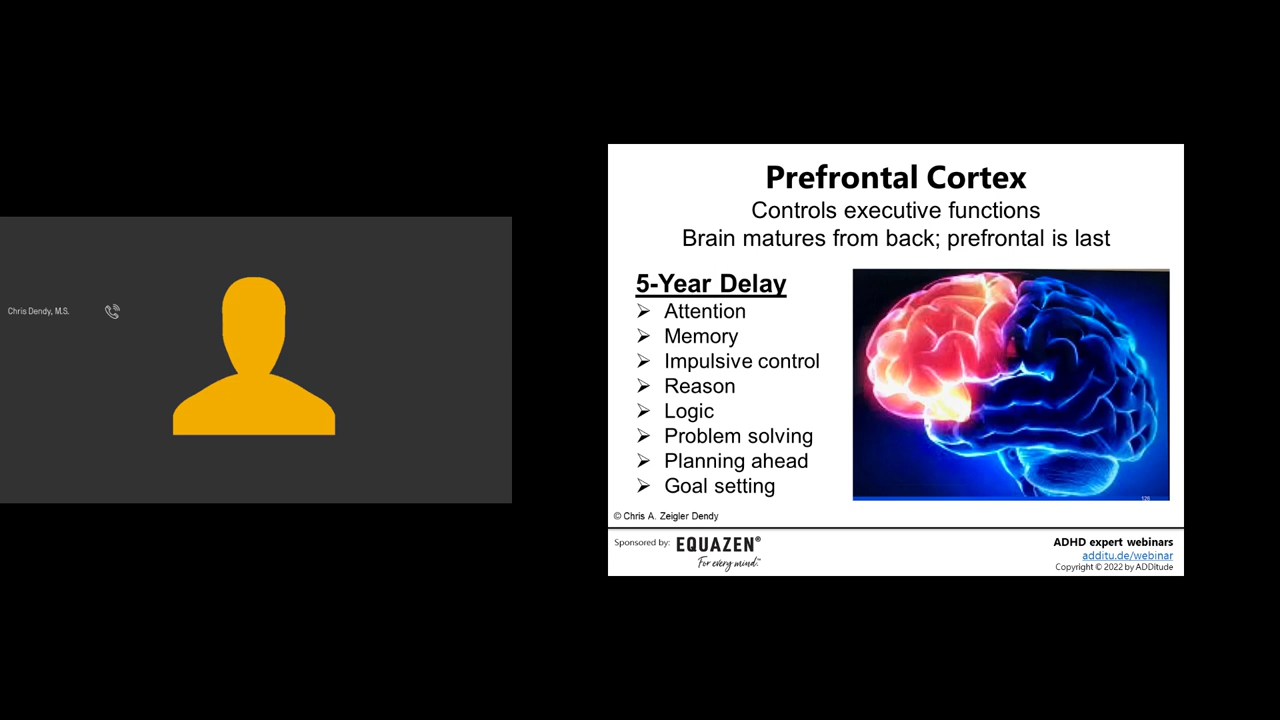 Chris Dendy, M.S.
Prefrontal Cortex
Controls executive functions
Brain matures from back; prefrontal is last
5-Year Delay
➢ Attention
➢ Memory
➢ Impulsive control
➢ Reason
➢ Logic
➢ Problem solving
➢ Planning ahead
➢ Goal setting
126
© Chris A. Zeigler Dendy
Sponsored by: EQUAZEN®
For every mind.™
ADHD expert webinars
additu.de/webinar
Copyright © 2022 by ADDitude